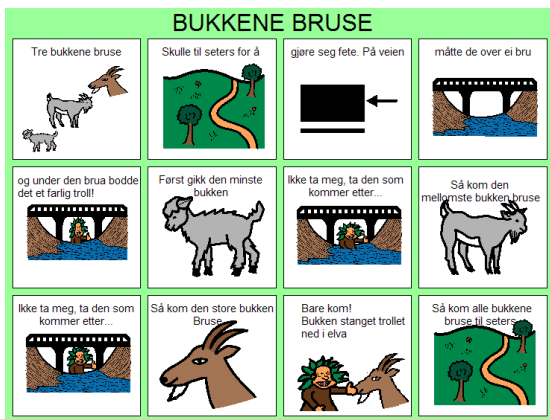 BUKKENE BRUSE
Tre bukkene bruse
Skulle til seters for å
gjøre seg fete. På veien
måtte de over ei bru
og under den brua bodde
det et farlig troll!
Først gikk den minste
bukken
Ikke ta meg, ta den som
kommer etter...
Så kom den
mellomste bukken bruse
Ikke ta meg, ta den som
kommer etter...
Så kom den store bukken
Bruse
Bare kom!
Bukken stanget trollet
ned i elva
Så kom alle bukkene
bruse til seters